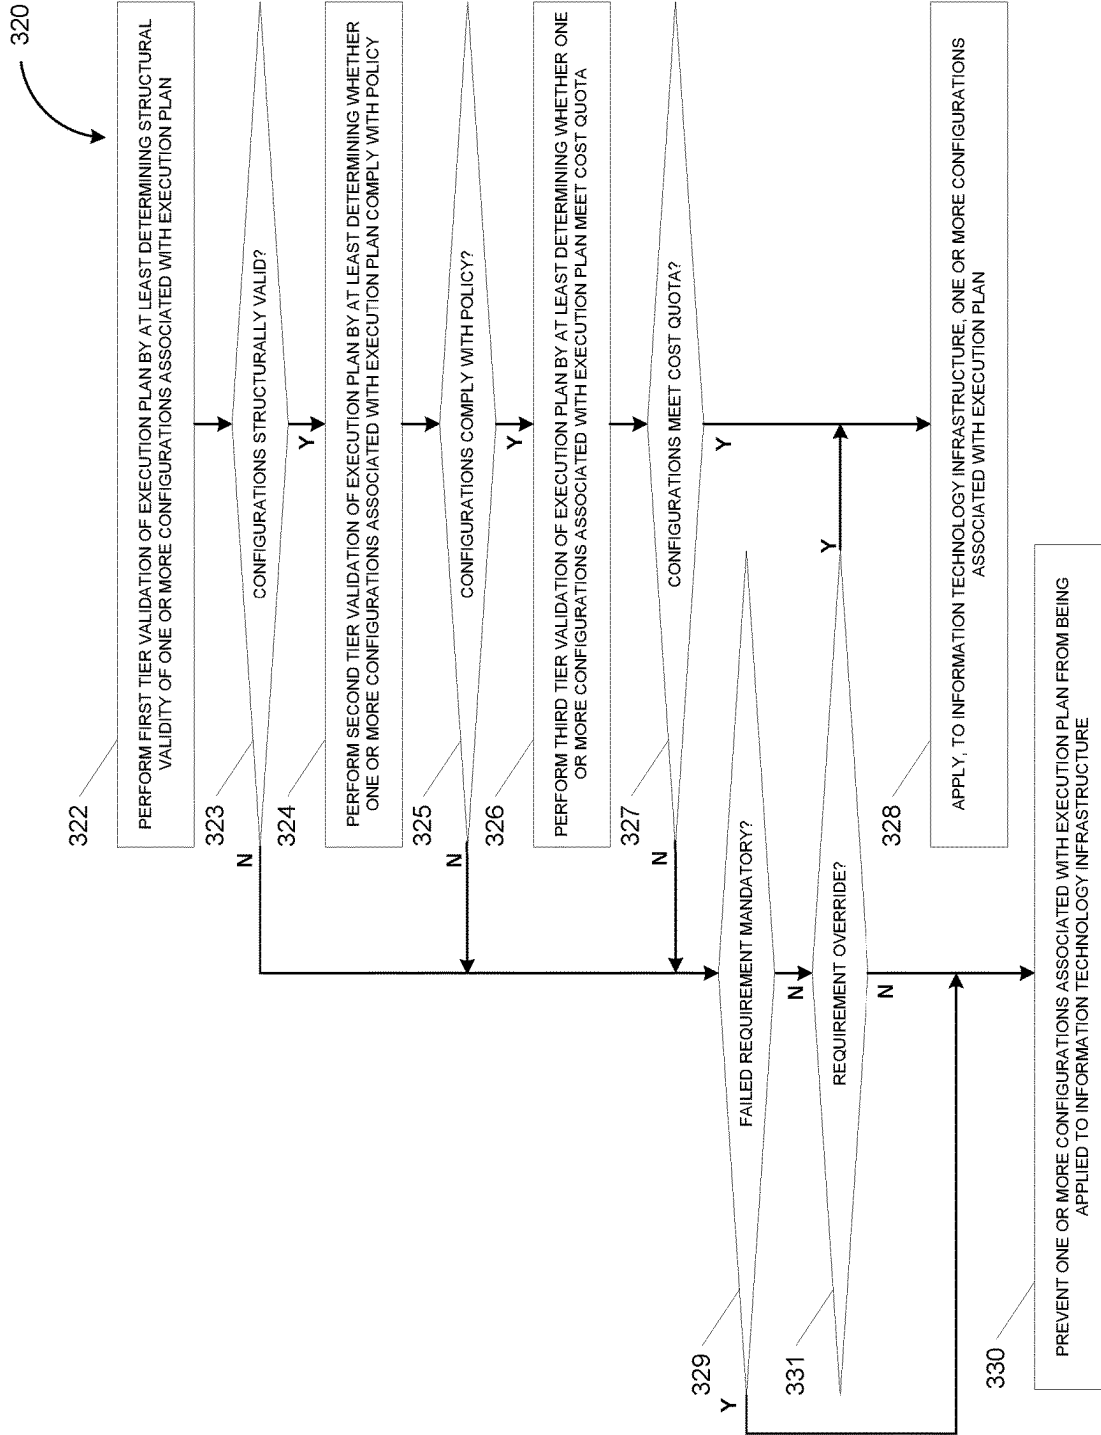 320
322
PERFORM FIRST TIER VALIDATION OF EXECUTION PLAN BY AT LEAST DETERMINING STRUCTURAL
VALIDITY OF ONE OR MORE CONFIGURATIONS ASSOCIATED WITH EXECUTION PLAN
323
CONFIGURATIONS STRUCTURALLY VALID?
N
Y
324
PERFORM SECOND TIER VALIDATION OF EXECUTION PLAN BY AT LEAST DETERMINING WHETHER
ONE OR MORE CONFIGURATIONS ASSOCIATED WITH EXECUTION PLAN COMPLY WITH POLICY
325
CONFIGURATIONS COMPLY WITH POLICY?
N
Y
326
PERFORM THIRD TIER VALIDATION OF EXECUTION PLAN BY AT LEAST DETERMINING WHETHER ONE
OR MORE CONFIGURATIONS ASSOCIATED WITH EXECUTION PLAN MEET COST QUOTA
327
CONFIGURATIONS MEET COST QUOTA?
N
Y
329
FAILED REQUIREMENT MANDATORY?
Y
N
331
REQUIREMENT OVERRIDE?
Y
N
328
APPLY, TO INFORMATION TECHNOLOGY INFRASTRUCTURE, ONE OR MORE CONFIGURATIONS
ASSOCIATED WITH EXECUTION PLAN
330
PREVENT ONE OR MORE CONFIGURATIONS ASSOCIATED WITH EXECUTION PLAN FROM BEING
APPLIED TO INFORMATION TECHNOLOGY INFRASTRUCTURE